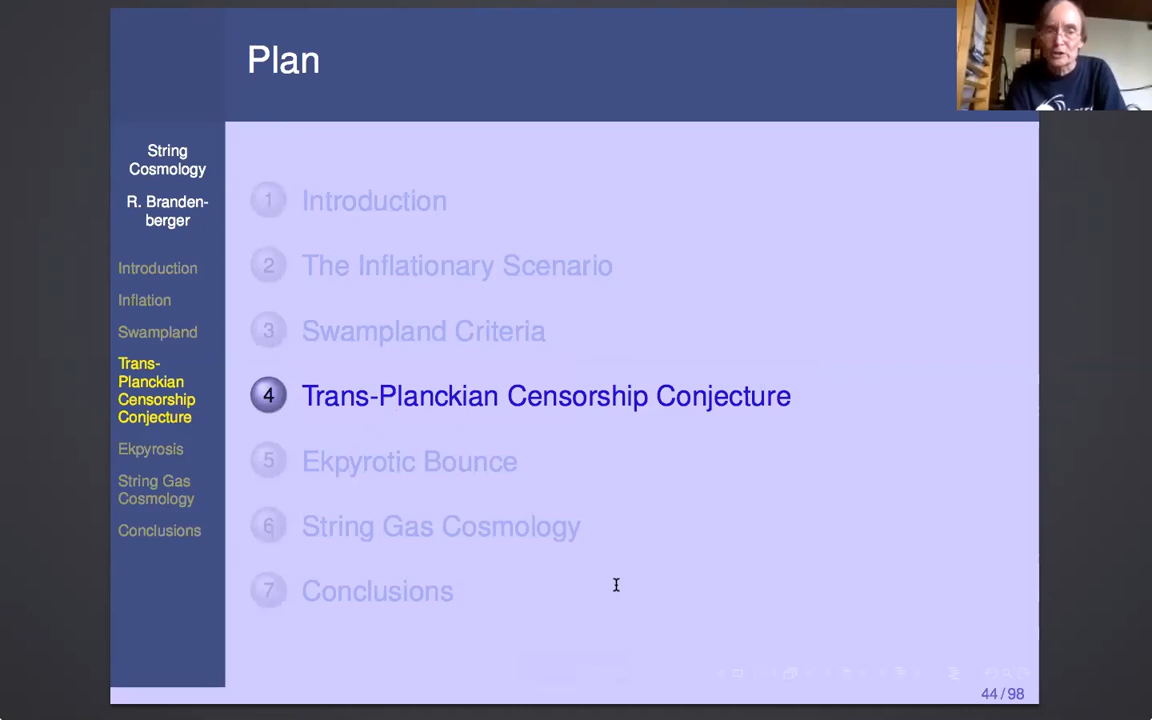 Plan
String
Cosmology
R. Branden-
berger
Introduction
Inflation
Swampland
Trans-
Planckian
Censorship
Conjecture
Ekpyrosis
String Gas
Cosmology
Conclusions
1 Introduction
2 The Inflationary Scenario
3 Swampland Criteria
4 Trans-Planckian Censorship Conjecture
5 Ekpyrotic Bounce
6 String Gas Cosmology
7 Conclusions
44 / 98